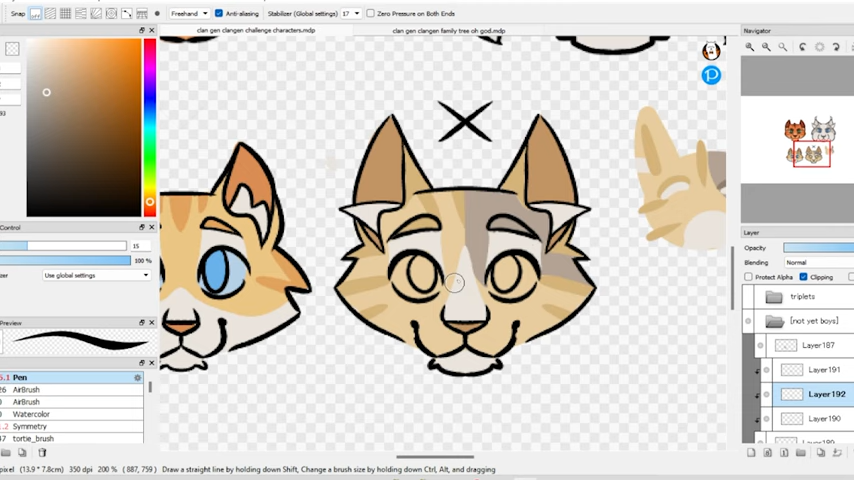 Snap Freehand Anti-aliasing Stabilizer (Global settings) 17 Zero Pressure on Both Ends
clan gen clangen challenge characters.mdp
clan gen clangen family tree oh god.mdp
Navigator
93
Control
15
100 %
Use global settings
Preview
Pen
AirBrush
AirBrush
Watercolor
Symmetry
tortie_brush
Layer
Opacity
Blending Normal
Protect Alpha Clipping
triplets
[not yet boys]
Layer187
Layer191
Layer192
Layer190
pixel (13.9 * 7.8cm) 350 dpi 200 % ( 887, 759 ) Draw a straight line by holding down Shift, Change a brush size by holding down Ctrl, Alt, and dragging